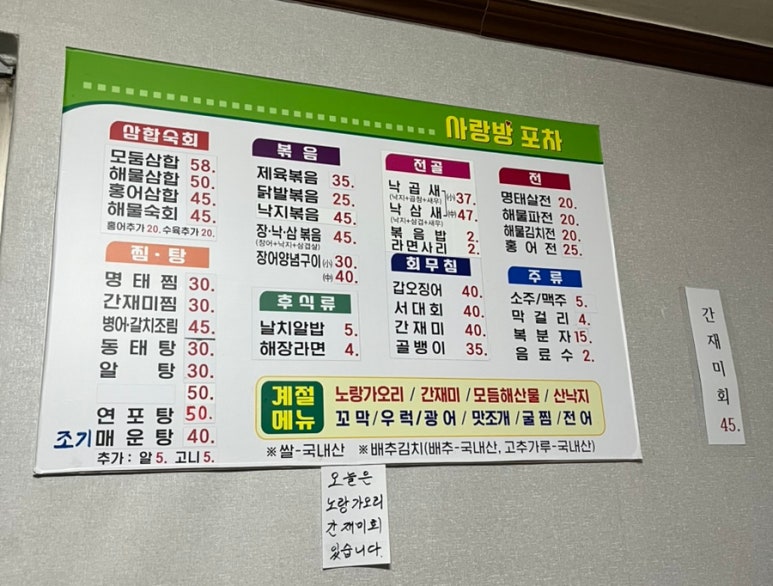 사랑방 포차
삼합숙회
모둠삼합 58.
해물삼합 50.
홍어삼합 45.
해물숙회 45.
홍어추가 20. 수육추가 20.
찜·탕
명태찜 30.
간재미찜 30.
병어·갈치조림 45.
동태탕 30.
알탕 30.
50.
연포탕 50.
조기매운탕 40.
추가 : 알 5. 고니 5.
볶음
제육볶음 35.
닭발볶음 25.
낙지볶음 45.
장·낙·삼 볶음 45.
(장어+낙지+삼겹살)
장어양념구이 (小) 30.
(中) 40.
후식류
날치알밥 5.
해장라면 4.
전골
낙곱새 (小) 37.
(낙지+곱창+새우)
낙삼새 (中) 47.
(낙지+삼겹+새우)
볶음밥 2.
라면사리 2.
회무침
갑오징어 40.
서대회 40.
간재미 40.
골뱅이 35.
전
명태살전 20.
해물파전 20.
해물김치전 20.
홍어전 25.
주류
소주/맥주 5.
막걸리 4.
복분자 15.
음료수 2.
계절메뉴
노랑가오리 / 간재미 / 모듬해산물 / 산낙지
꼬막/우럭/광어/맛조개/굴찜/전어
※쌀-국내산 ※배추김치(배추-국내산, 고추가루-국내산)
오늘은
노랑가오리
간재미회
있습니다.
간재미회 45.